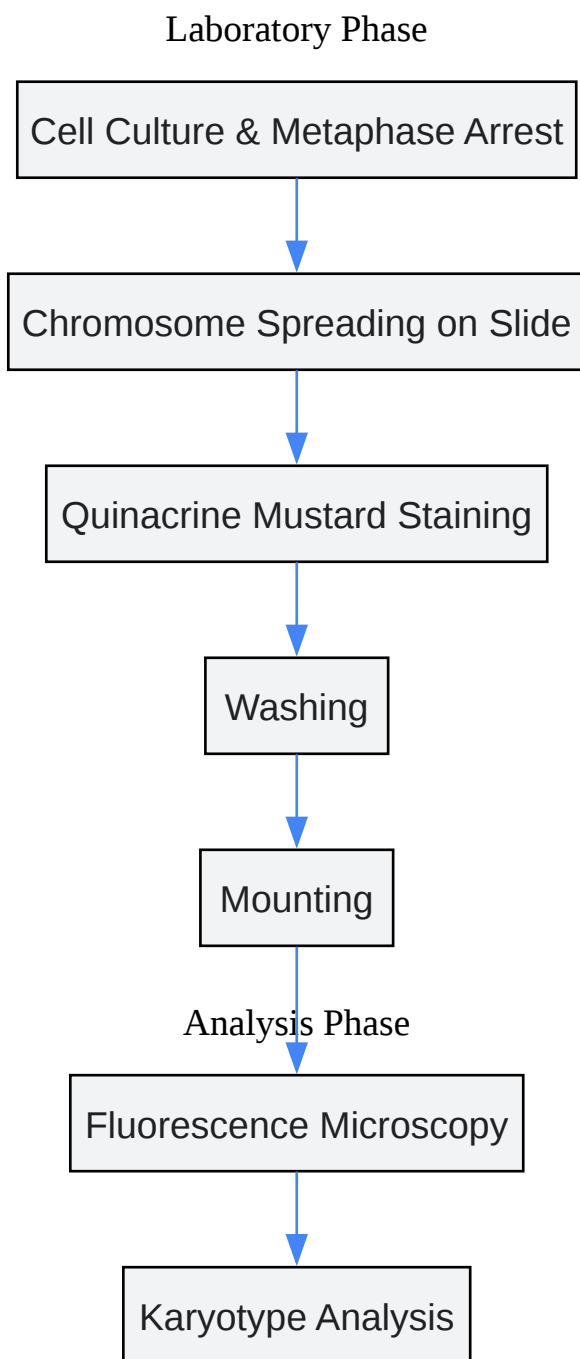 Laboratory Phase
Cell Culture & Metaphase Arrest
Chromosome Spreading on Slide
Quinacrine Mustard Staining
Washing
Mounting
Analysis Phase
Fluorescence Microscopy
Karyotype Analysis